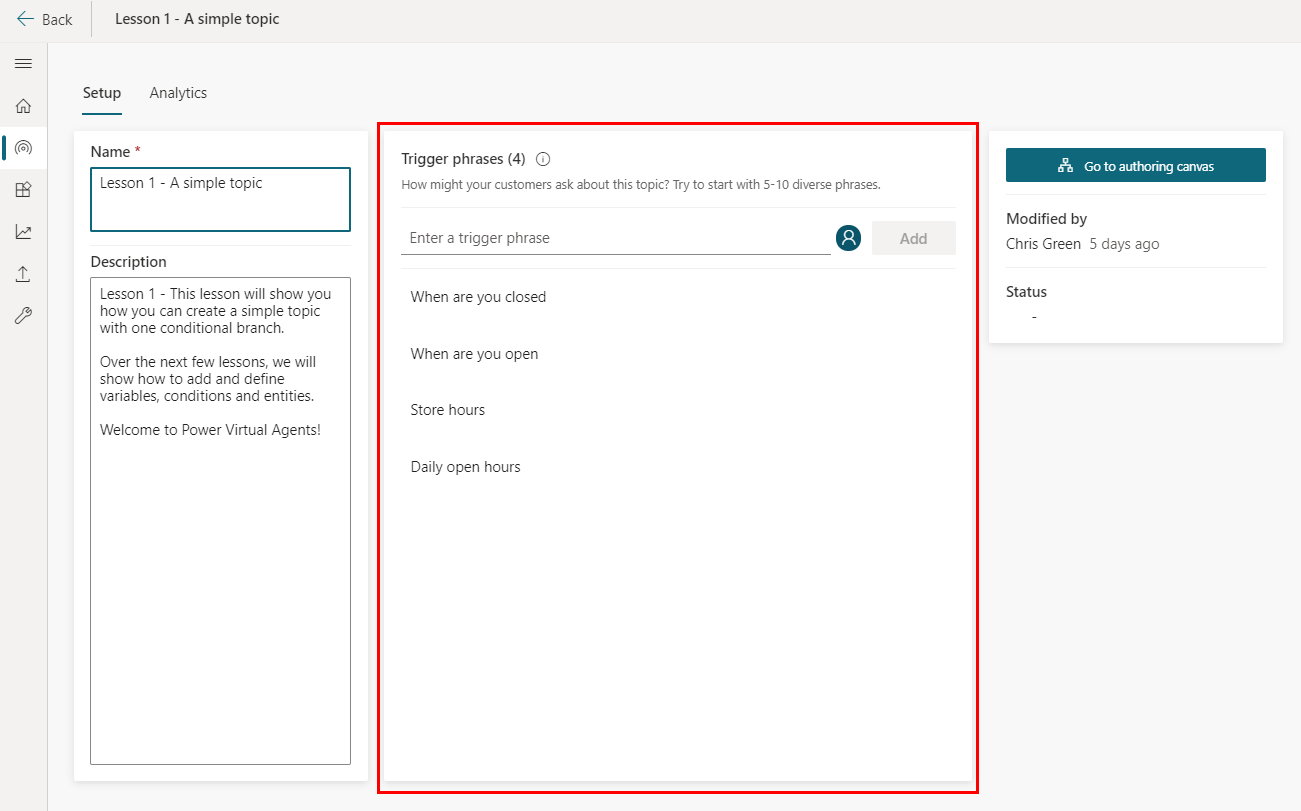 Back
Lesson 1 - A simple topic
Setup
Analytics
Name *
Lesson 1 - A simple topic
Description
Lesson 1 - This lesson will show you
how you can create a simple topic
with one conditional branch.
Over the next few lessons, we will
show how to add and define
variables, conditions and entities.
Welcome to Power Virtual Agents!
Trigger phrases (4)
How might your customers ask about this topic? Try to start with 5-10 diverse phrases.
Enter a trigger phrase
Add
When are you closed
When are you open
Store hours
Daily open hours
Go to authoring canvas
Modified by
Chris Green 5 days ago
Status
-